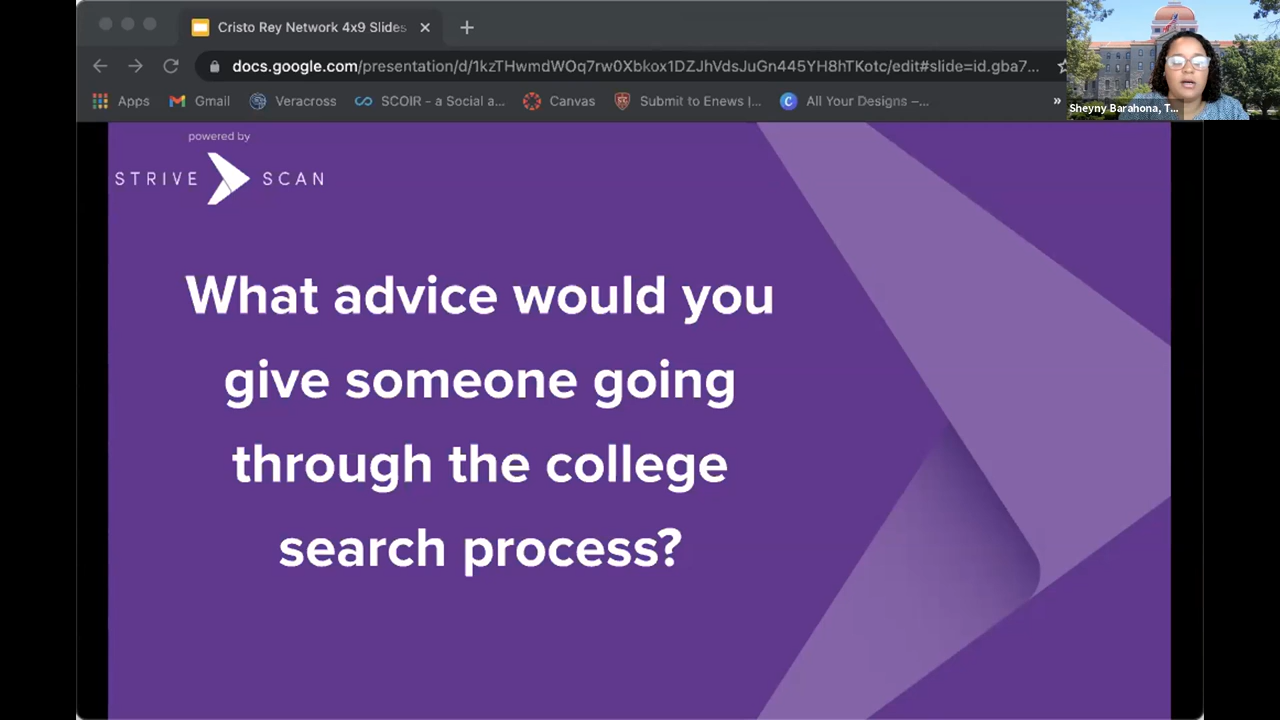 Cristo Rey Network 4x9 Slides
docs.google.com/presentation/d/1kzTHwmdWOq7rw0Xbkox1DZJhVdsJuGn445YH8hTKotc/edit#slide=id.gba7...
Apps
Gmail
Veracross
SCOIR - a Social a...
Canvas
Submit to Enews |...
All Your Designs –...
»
Sheyny Barahona, T...
powered by
STRIVE SCAN
What advice would you
give someone going
through the college
search process?